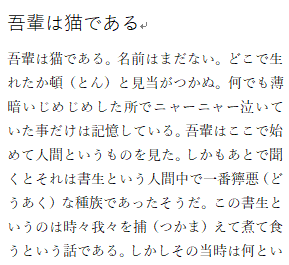 吾輩は猫である
吾輩は猫である。名前はまだない。どこで生
れたか頓（とん）と見当がつかぬ。何でも薄
暗いじめじめした所でニャーニャー泣いて
いた事だけは記憶している。吾輩はここで始
めて人間というものを見た。しかもあとで聞
くとそれは書生という人間中で一番獰悪（ど
うあく）な種族であったそうだ。この書生と
いうのは時々我々を捕（つかま）えて煮て食
うという話である。しかしその当時は何とい